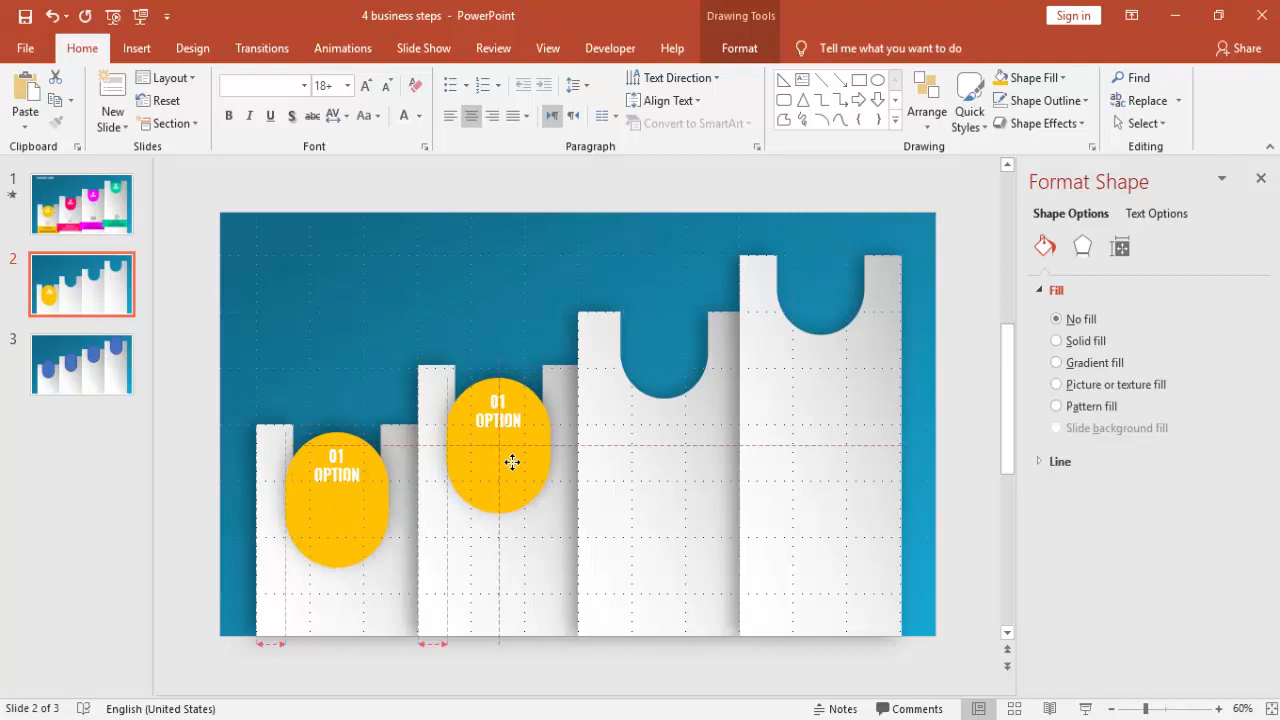 4 business steps - PowerPoint
Drawing Tools
Sign in
File
Home
Insert
Design
Transitions
Animations
Slide Show
Review
View
Developer
Help
Format
Tell me what you want to do
Share
Paste
Clipboard
New
Slide
Layout
Reset
Section
Slides
18+
B I U S abc AV Aa A
Font
Text Direction
Align Text
Convert to SmartArt
Paragraph
Arrange
Quick
Styles
Shape Fill
Shape Outline
Shape Effects
Drawing
Find
Replace
Select
Editing
1
2
3
01
OPTION
01
OPTION
Format Shape
Shape Options
Text Options
Fill
No fill
Solid fill
Gradient fill
Picture or texture fill
Pattern fill
Slide background fill
Line
Slide 2 of 3
English (United States)
Notes
Comments
60%